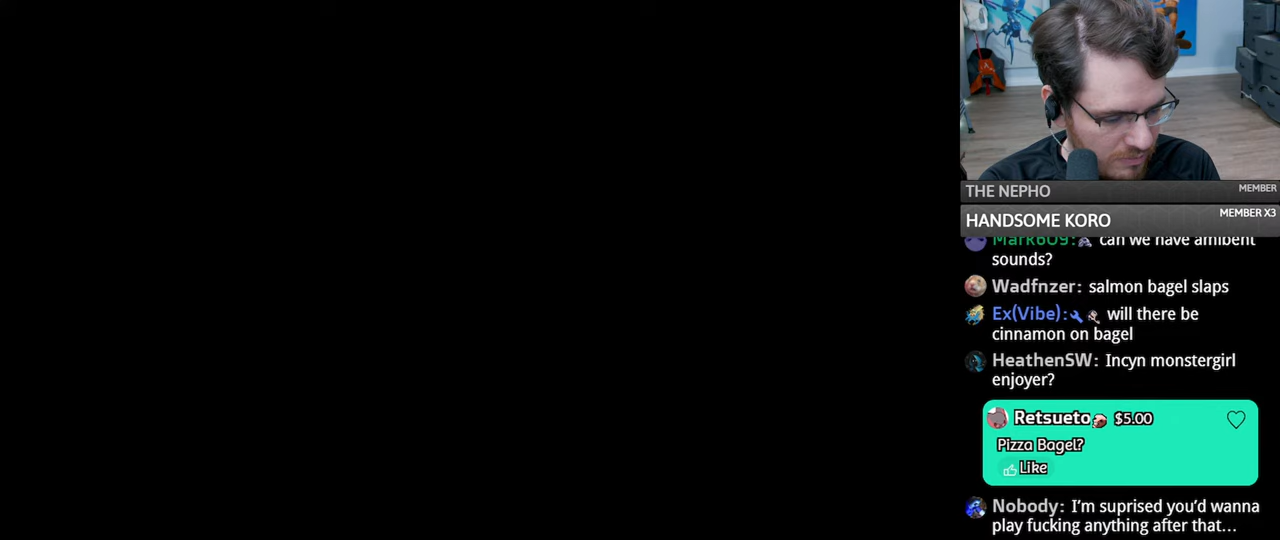 THE NEPHO MEMBER
HANDSOME KORO MEMBER X3
Mark609: can we have amibent
sounds?
Wadfnzer: salmon bagel slaps
Ex(Vibe): will there be
cinnamon on bagel
HeathenSW: Incyn monstergirl
enjoyer?
Retsueto $5.00
Pizza Bagel?
Like
Nobody: I'm suprised you'd wanna
play fucking anything after that...